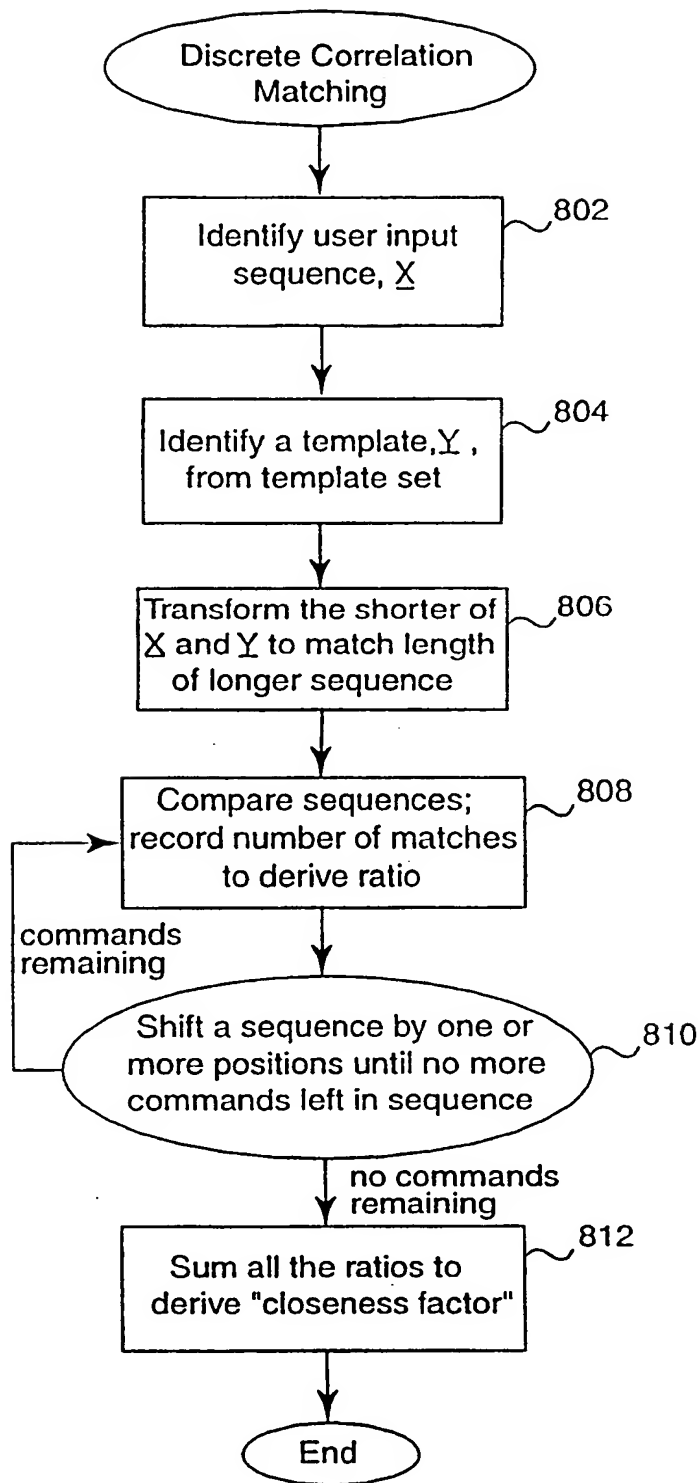 Discrete Correlation
Matching
802
Identify user input
sequence, X
804
Identify a template, Y ,
from template set
806
Transform the shorter of
X and Y to match length
of longer sequence
808
Compare sequences;
record number of matches
to derive ratio
commands
remaining
810
Shift a sequence by one or
more positions until no more
commands left in sequence
no commands
remaining
812
Sum all the ratios to
derive "closeness factor"
End